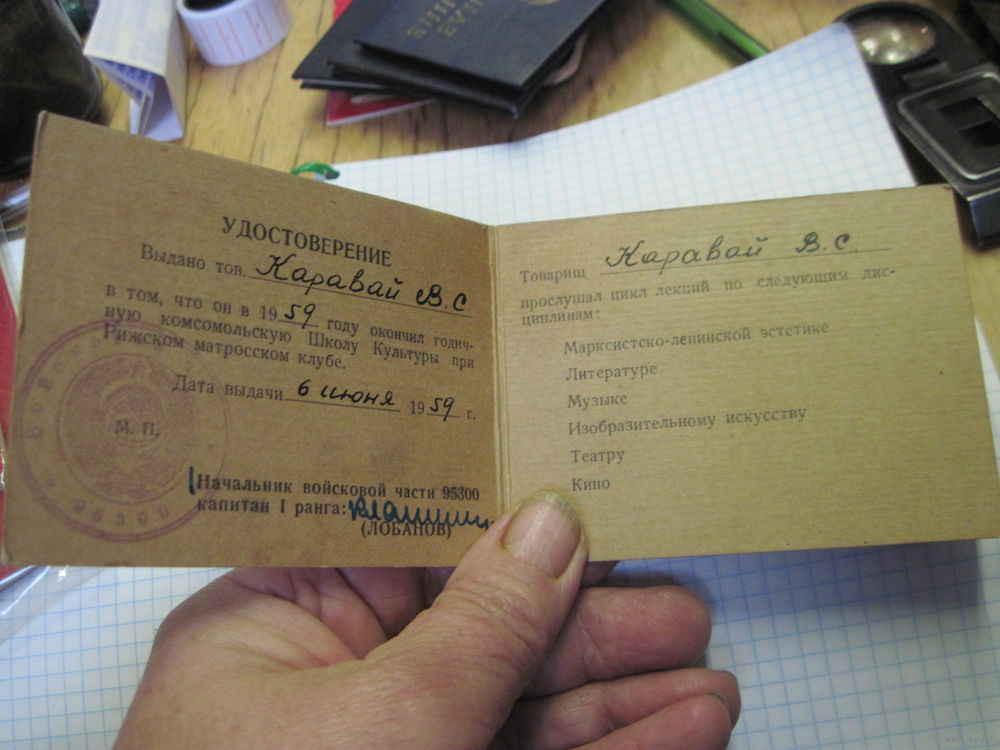 УДОСТОВЕРЕНИЕ
Выдано тов. Каравай В.С
в том, что он в 1959 году окончил годич-
ную комсомольскую Школу Культуры при
Рижском матросском клубе.
Дата выдачи 6 июня 1959 г.
М. П.
95300
Начальник войсковой части 95300
капитан I ранга:
(ЛОБАНОВ)
Товарищ Каравай В.С.
прослушал цикл лекций по следующим дис-
циплинам:
Марксистско-ленинской эстетике
Литературе
Музыке
Изобразительному искусству
Театру
Кино